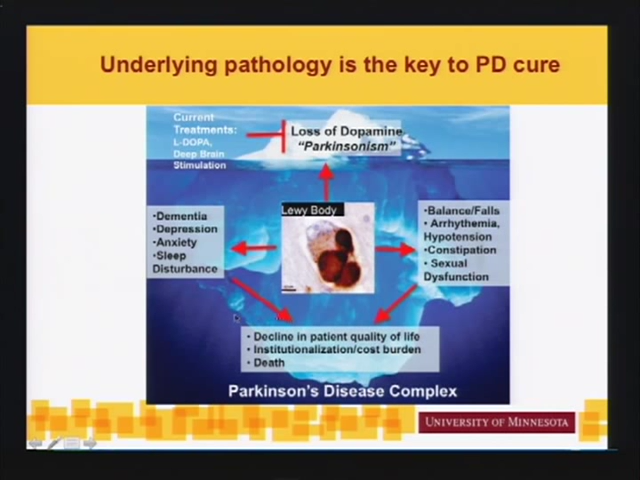 Underlying pathology is the key to PD cure
Current
Treatments:
L-DOPA,
Deep Brain
Stimulation
Loss of Dopamine
“Parkinsonism”
Lewy Body
•Dementia
•Depression
•Anxiety
•Sleep
Disturbance
•Balance/Falls
• Arrhythemia,
Hypotension
•Constipation
• Sexual
Dysfunction
• Decline in patient quality of life
• Institutionalization/cost burden
• Death
Parkinson’s Disease Complex
UNIVERSITY OF MINNESOTA